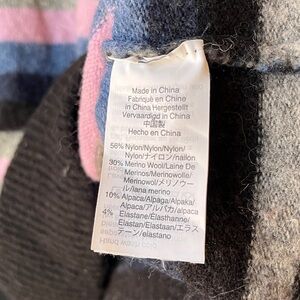 Made in China
Fabriqué en Chine
in China Hergestellt
Vervaardigd in China
中国製
Hecho en China
56% Nylon/Nylon/Nylon/
Nylon/ナイロン/nailon
30% Merino Wool/Laine De
Merinos/Merinowolle/
Merinowol/メリノウー
ル/lana merino
10% Alpaca/Alpaga/Alpaka/
Alpaca/アルパカ/alpaca
4% Elastane/Elasthanne/
Elastan/Elastaan/エラス
テーン/elastano